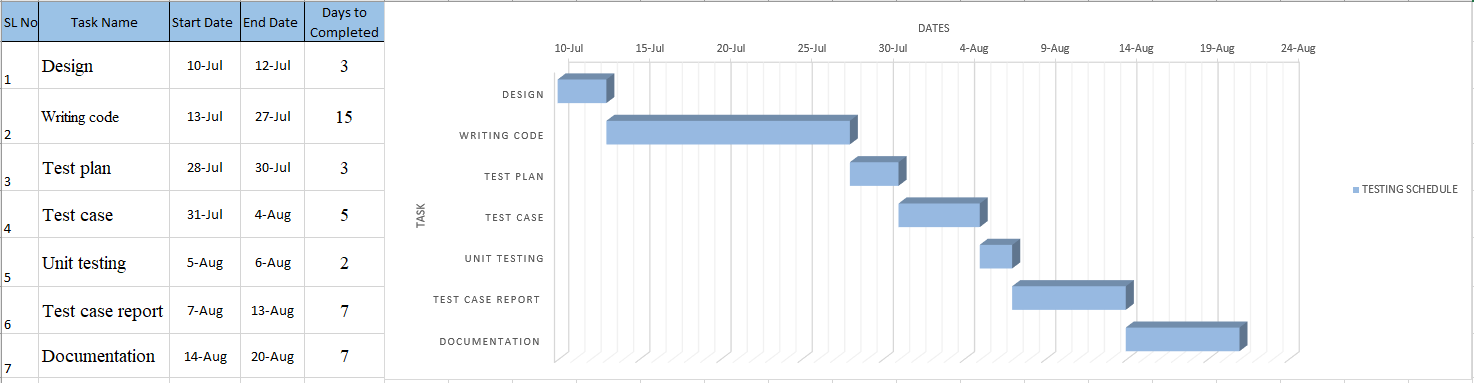 SL No Task Name Start Date End Date Days to
Completed
1 Design 10-Jul 12-Jul 3
2 Writing code 13-Jul 27-Jul 15
3 Test plan 28-Jul 30-Jul 3
4 Test case 31-Jul 4-Aug 5
5 Unit testing 5-Aug 6-Aug 2
6 Test case report 7-Aug 13-Aug 7
7 Documentation 14-Aug 20-Aug 7
DATES
10-Jul 15-Jul 20-Jul 25-Jul 30-Jul 4-Aug 9-Aug 14-Aug 19-Aug 24-Aug
TASK
DESIGN
WRITING CODE
TEST PLAN
TEST CASE
UNIT TESTING
TEST CASE REPORT
DOCUMENTATION
TESTING SCHEDULE